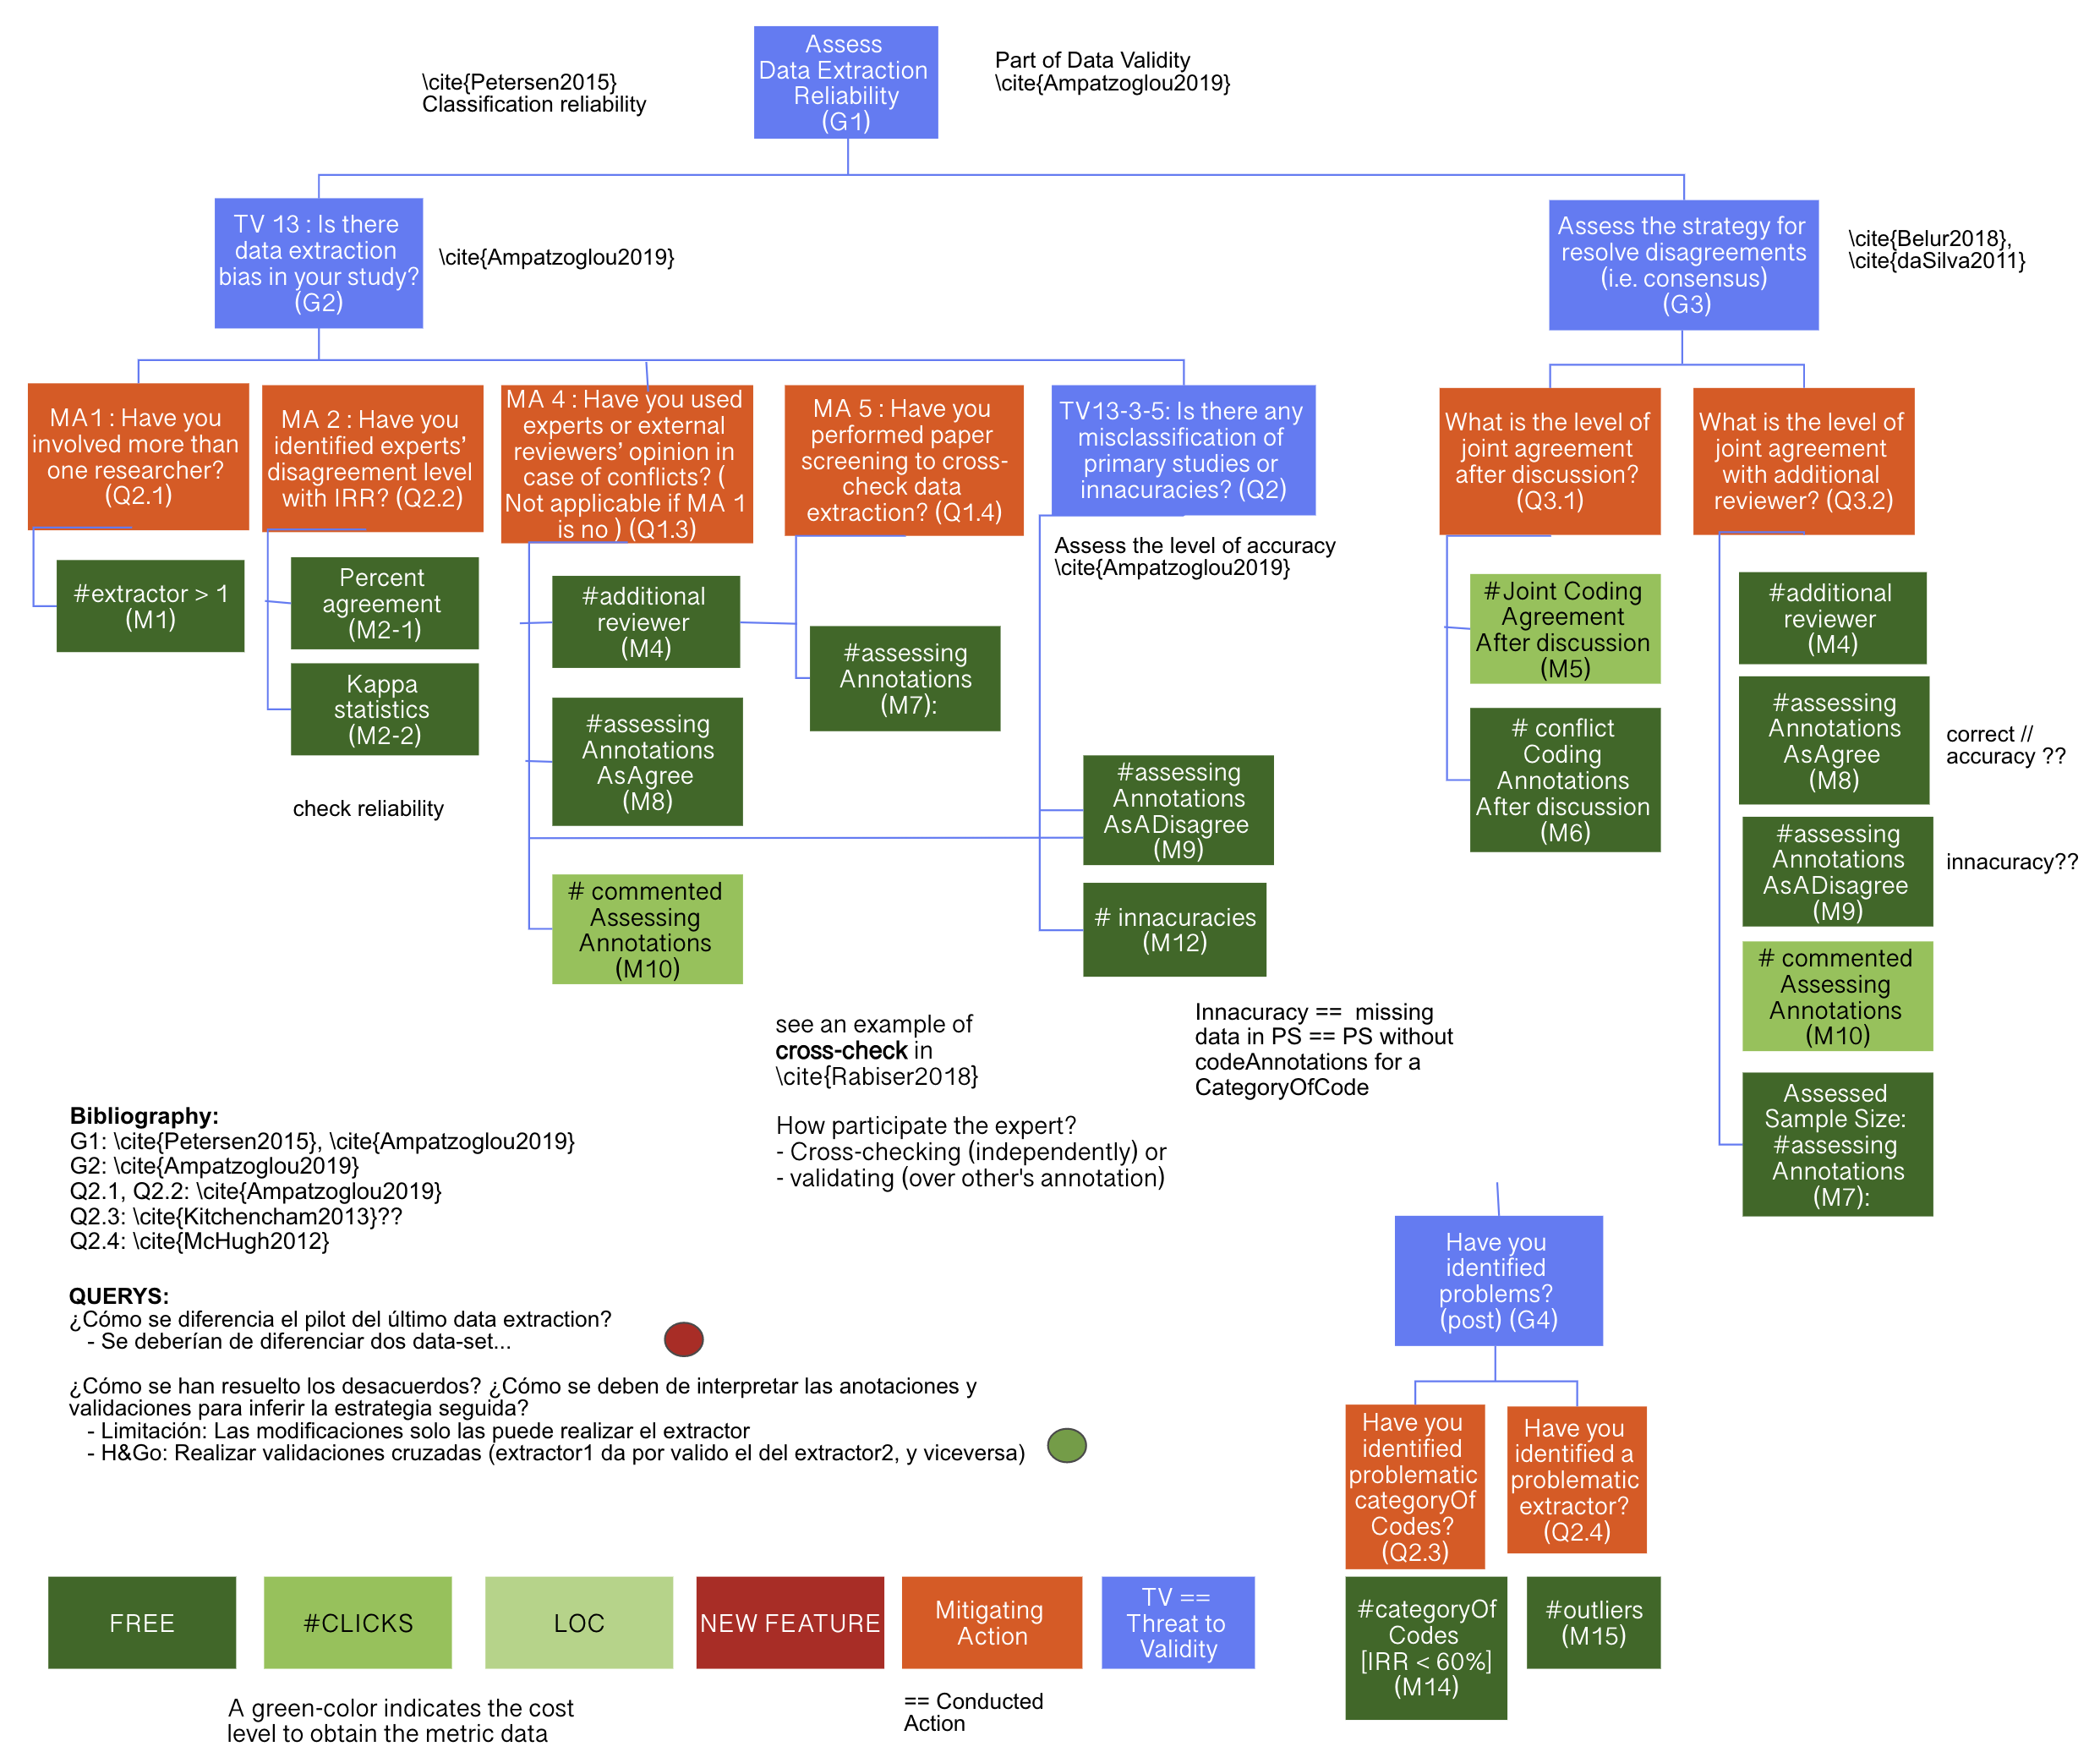 Assess
Data Extraction
Reliability
(G1)
\cite{Petersen2015}
Classification reliability
Part of Data Validity
\cite{Ampatzoglou2019}
TV 13 : Is there
data extraction
bias in your study?
(G2)
\cite{Ampatzoglou2019}
Assess the strategy for
resolve disagreements
(i.e. consensus)
(G3)
\cite{Belur2018},
\cite{daSilva2011}
MA1 : Have you
involved more than
one researcher?
(Q2.1)
MA 2 : Have you
identified experts’
disagreement level
with IRR? (Q2.2)
MA 4 : Have you used
experts or external
reviewers’ opinion in
case of conflicts? (
Not applicable if MA 1
is no ) (Q1.3)
MA 5 : Have you
performed paper
screening to cross-
check data
extraction? (Q1.4)
TV13-3-5: Is there any
misclassification of
primary studies or
innacuracies? (Q2)
What is the level of
joint agreement
after discussion?
(Q3.1)
What is the level of
joint agreement
with additional
reviewer? (Q3.2)
Assess the level of accuracy
\cite{Ampatzoglou2019}
#extractor > 1
(M1)
Percent
agreement
(M2-1)
Kappa
statistics
(M2-2)
check reliability
#additional
reviewer
(M4)
#assessing
Annotations
AsAgree
(M8)
# commented
Assessing
Annotations
(M10)
#assessing
Annotations
(M7):
#assessing
Annotations
AsADisagree
(M9)
# innacuracies
(M12)
#Joint Coding
Agreement
After discussion
(M5)
# conflict
Coding
Annotations
After discussion
(M6)
#additional
reviewer
(M4)
#assessing
Annotations
AsAgree
(M8)
correct //
accuracy ??
#assessing
Annotations
AsADisagree
(M9)
innacuracy??
# commented
Assessing
Annotations
(M10)
Assessed
Sample Size:
#assessing
Annotations
(M7):
see an example of
cross-check in
\cite{Rabiser2018}
How participate the expert?
- Cross-checking (independently) or
- validating (over other's annotation)
Innacuracy ==  missing
data in PS == PS without
codeAnnotations for a
CategoryOfCode
Bibliography:
G1: \cite{Petersen2015}, \cite{Ampatzoglou2019}
G2: \cite{Ampatzoglou2019}
Q2.1, Q2.2: \cite{Ampatzoglou2019}
Q2.3: \cite{Kitchencham2013}??
Q2.4: \cite{McHugh2012}
QUERYS:
¿Cómo se diferencia el pilot del último data extraction?
- Se deberían de diferenciar dos data-set...
¿Cómo se han resuelto los desacuerdos? ¿Cómo se deben de interpretar las anotaciones y
validaciones para inferir la estrategia seguida?
- Limitación: Las modificaciones solo las puede realizar el extractor
- H&Go: Realizar validaciones cruzadas (extractor1 da por valido el del extractor2, y viceversa)
Have you
identified
problems?
(post) (G4)
Have you
identified
problematic
categoryOf
Codes?
(Q2.3)
Have you
identified a
problematic
extractor?
(Q2.4)
#categoryOf
Codes
[IRR < 60%]
(M14)
#outliers
(M15)
FREE
#CLICKS
LOC
NEW FEATURE
Mitigating
Action
TV ==
Threat to
Validity
A green-color indicates the cost
level to obtain the metric data
== Conducted
Action